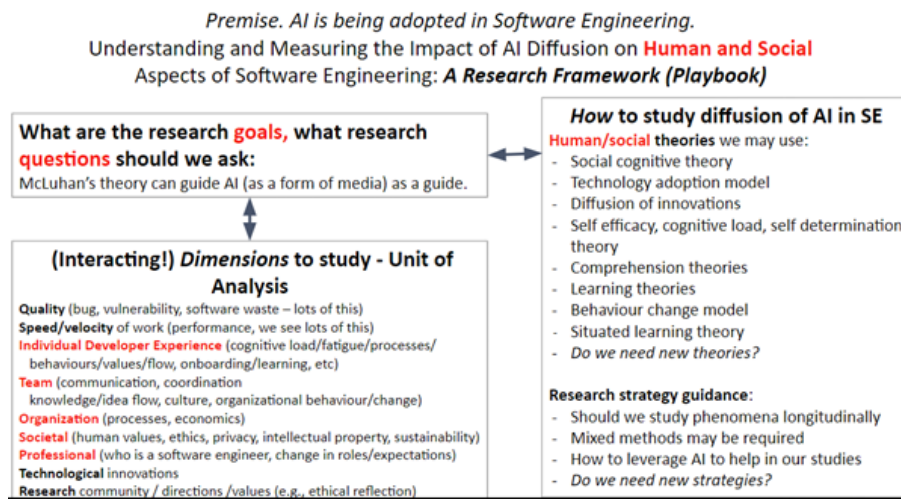 Premise. AI is being adopted in Software Engineering.
Understanding and Measuring the Impact of AI Diffusion on Human and Social
Aspects of Software Engineering: A Research Framework (Playbook)
What are the research goals, what research
questions should we ask:
McLuhan's theory can guide AI (as a form of media) as a guide.
(Interacting!) Dimensions to study - Unit of
Analysis
Quality (bug, vulnerability, software waste – lots of this)
Speed/velocity of work (performance, we see lots of this)
Individual Developer Experience (cognitive load/fatigue/processes/
behaviours/values/flow, onboarding/learning, etc)
Team (communication, coordination
knowledge/idea flow, culture, organizational behaviour/change)
Organization (processes, economics)
Societal (human values, ethics, privacy, intellectual property, sustainability)
Professional (who is a software engineer, change in roles/expectations)
Technological innovations
Research community / directions /values (e.g., ethical reflection)
How to study diffusion of AI in SE
Human/social theories we may use:
- Social cognitive theory
- Technology adoption model
- Diffusion of innovations
- Self efficacy, cognitive load, self determination
theory
- Comprehension theories
- Learning theories
- Behaviour change model
- Situated learning theory
- Do we need new theories?
Research strategy guidance:
- Should we study phenomena longitudinally
- Mixed methods may be required
- How to leverage AI to help in our studies
- Do we need new strategies?